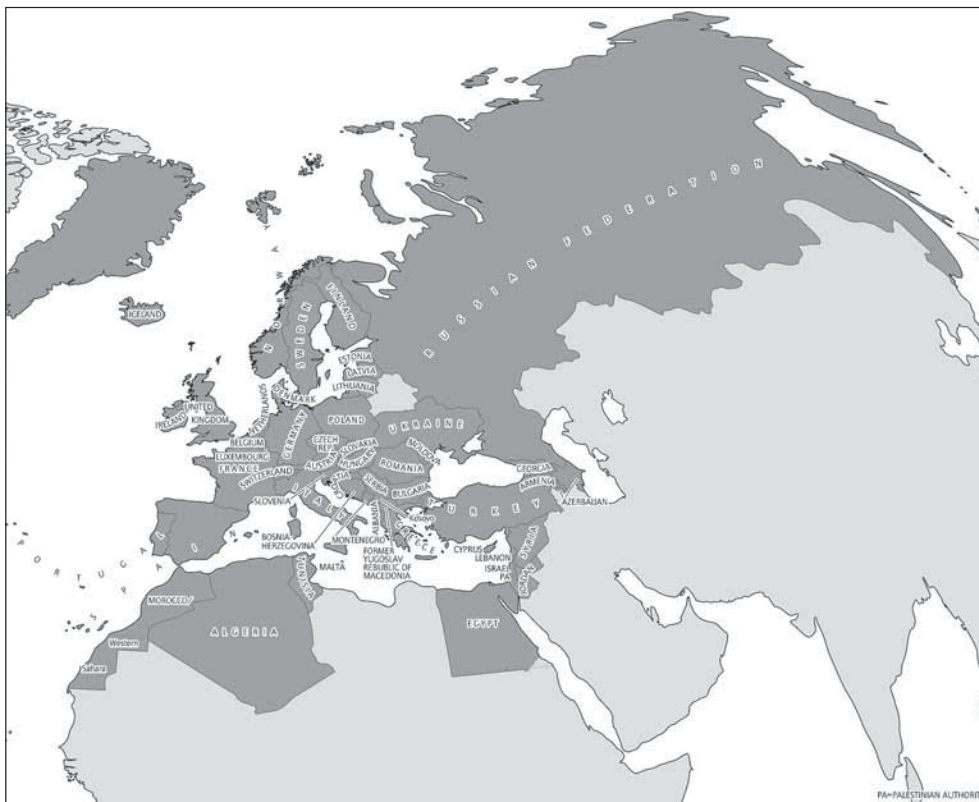 RUSSIAN FEDERATION
NORWAY
SWEDEN
FINLAND
ICELAND
ESTONIA
LATVIA
LITHUANIA
DENMARK
UNITED
KINGDOM
IRELAND
NETHERLANDS
BELGIUM
LUXEMBOURG
GERMANY
POLAND
UKRAINE
CZECH
REP.
SLOVAKIA
MOLDOVA
FRANCE
SWITZERLAND
AUSTRIA
HUNGARY
ROMANIA
SLOVENIA
ITALY
SERBIA
BULGARIA
GEORGIA
ARMENIA
AZERBAIJAN
TURKEY
Kosovo
ALBANIA
GREECE
BOSNIA-
HERZEGOVINA
MONTENEGRO
FORMER
YUGOSLAV
REPUBLIC OF
MACEDONIA
MALTA
CYPRUS
LEBANON
ISRAEL
PA
SYRIA
JORDAN
PORTUGAL
SPAIN
MOROCCO/
Western
Sahara
ALGERIA
TUNISIA
EGYPT